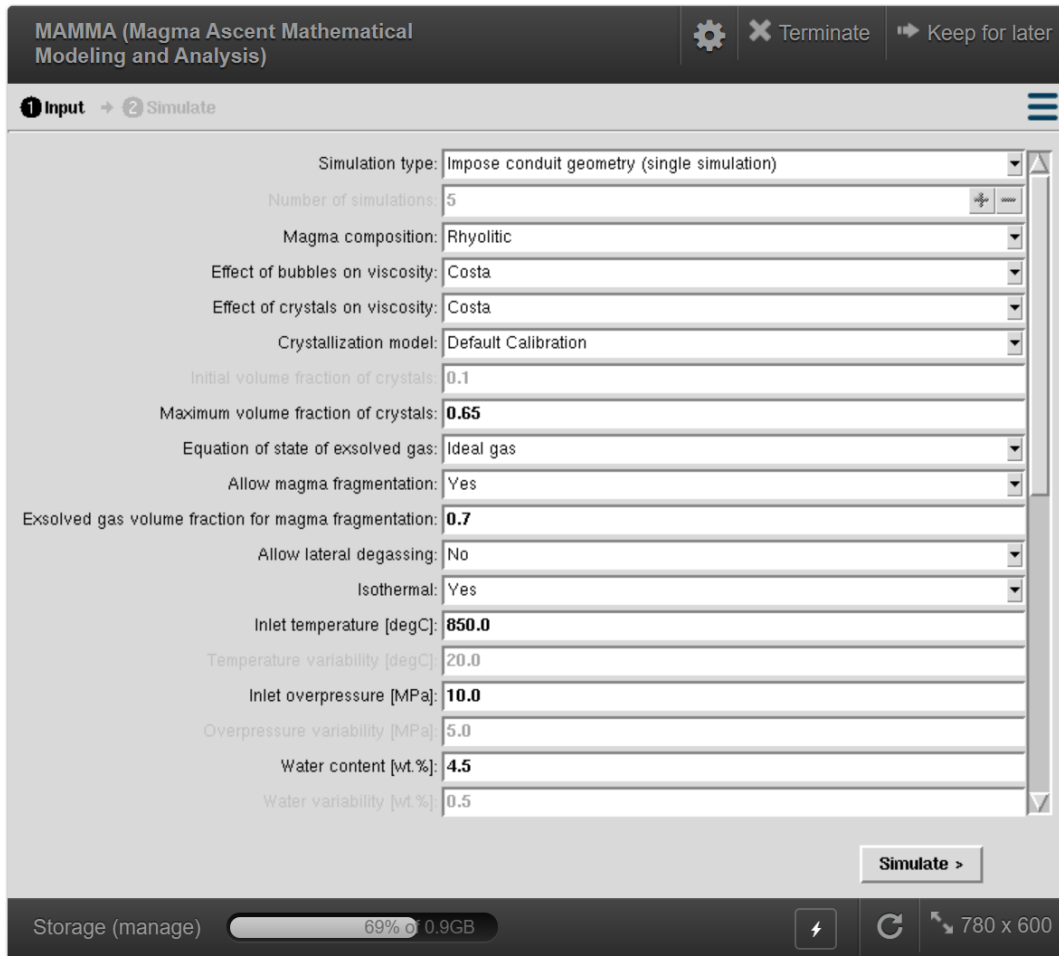 MAMMA (Magma Ascent Mathematical
Modeling and Analysis)
Terminate
Keep for later
1 Input
2 Simulate
Simulation type: Impose conduit geometry (single simulation)
Number of simulations: 5
Magma composition: Rhyolitic
Effect of bubbles on viscosity: Costa
Effect of crystals on viscosity: Costa
Crystallization model: Default Calibration
Initial volume fraction of crystals: 0.1
Maximum volume fraction of crystals: 0.65
Equation of state of exsolved gas: Ideal gas
Allow magma fragmentation: Yes
Exsolved gas volume fraction for magma fragmentation: 0.7
Allow lateral degassing: No
Isothermal: Yes
Inlet temperature [degC]: 850.0
Temperature variability [degC]: 20.0
Inlet overpressure [MPa]: 10.0
Overpressure variability [MPa]: 5.0
Water content [wt.%]: 4.5
Water variability [wt.%]: 0.5
Simulate >
Storage (manage)
69% of 0.9GB
780 x 600